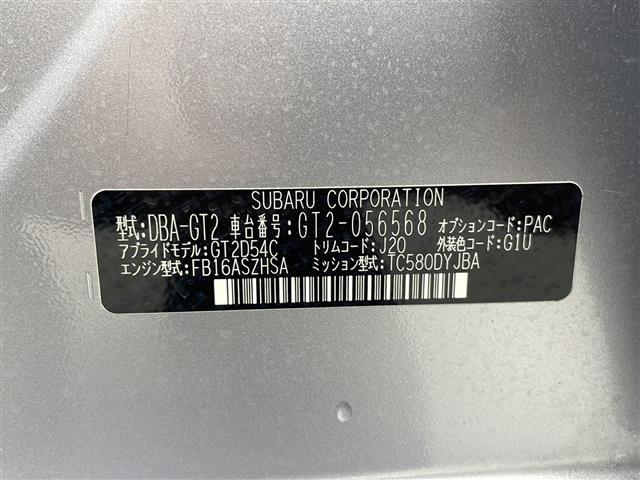 SUBARU CORPORATION
型式:DBA-GT2 車台番号:GT2-056568 オプションコード:PAC
アプライドモデル:GT2D54C トリムコード:J20 外装色コード:G1U
エンジン型式:FB16ASZHSA ミッション型式:TC580DYJBA